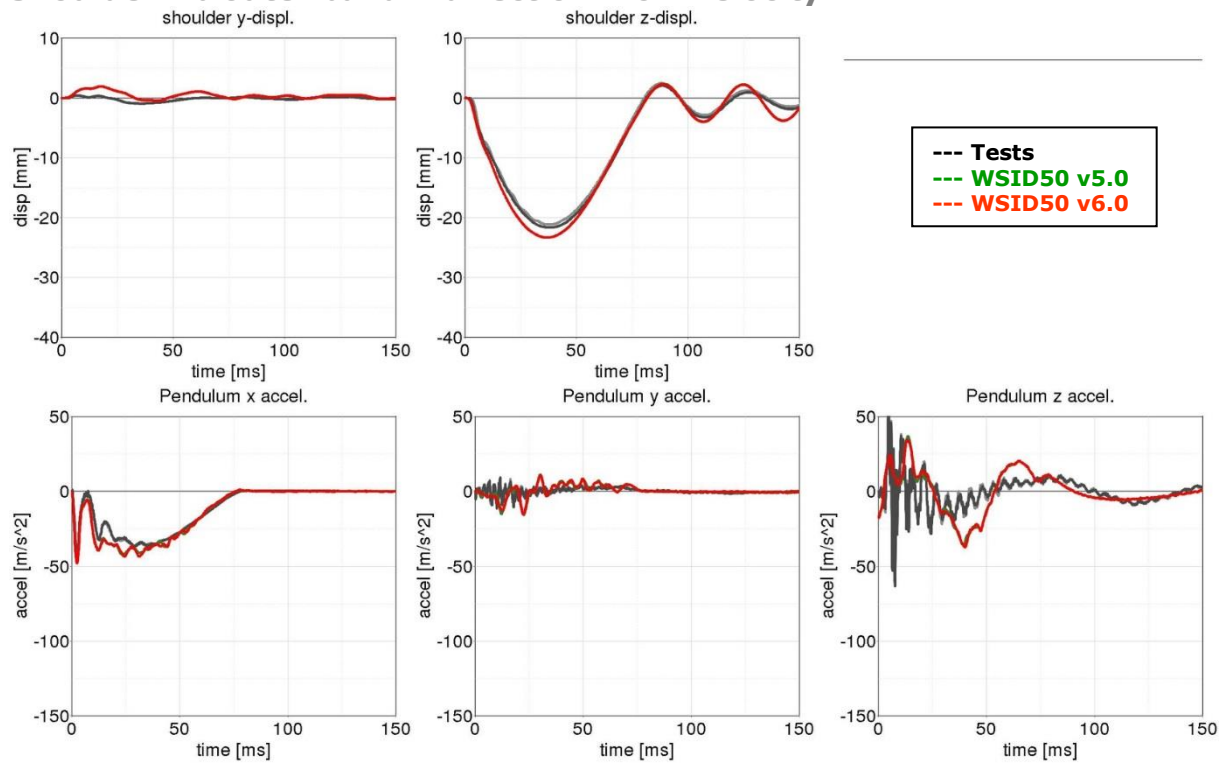 shoulder y-displ.
10
0
-10
-20
-30
-40
disp [mm]
0 50 100 150
time [ms]
shoulder z-displ.
10
0
-10
-20
-30
-40
disp [mm]
0 50 100 150
time [ms]
--- Tests
--- WSID50 v5.0
--- WSID50 v6.0
Pendulum x accel.
50
0
-50
-100
-150
accel [m/s^2]
0 50 100 150
time [ms]
Pendulum y accel.
50
0
-50
-100
-150
accel [m/s^2]
0 50 100 150
time [ms]
Pendulum z accel.
50
0
-50
-100
-150
accel [m/s^2]
0 50 100 150
time [ms]